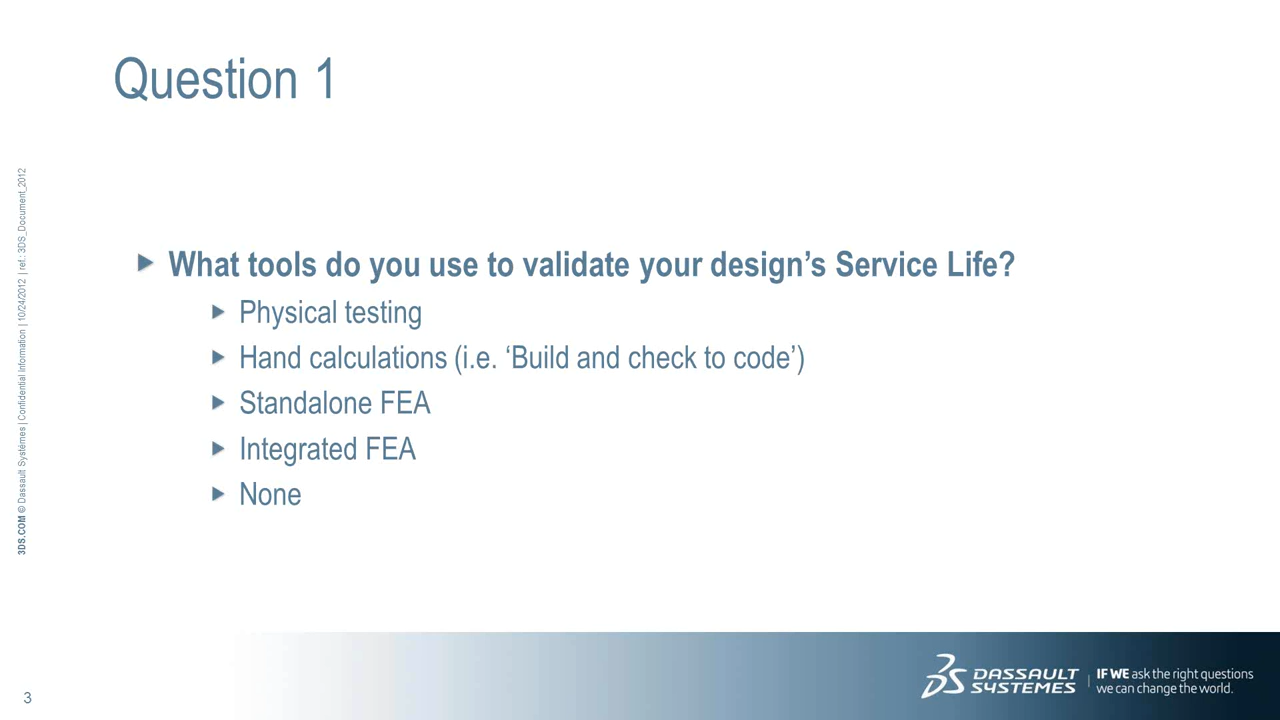 Question 1
What tools do you use to validate your design’s Service Life?
Physical testing
Hand calculations (i.e. ‘Build and check to code’)
Standalone FEA
Integrated FEA
None
3DS.COM © Dassault Systèmes | Confidential Information | 10/24/2012 | ref.: 3DS_Document_2012
3
DASSAULT
SYSTEMES
IF WE ask the right questions
we can change the world.